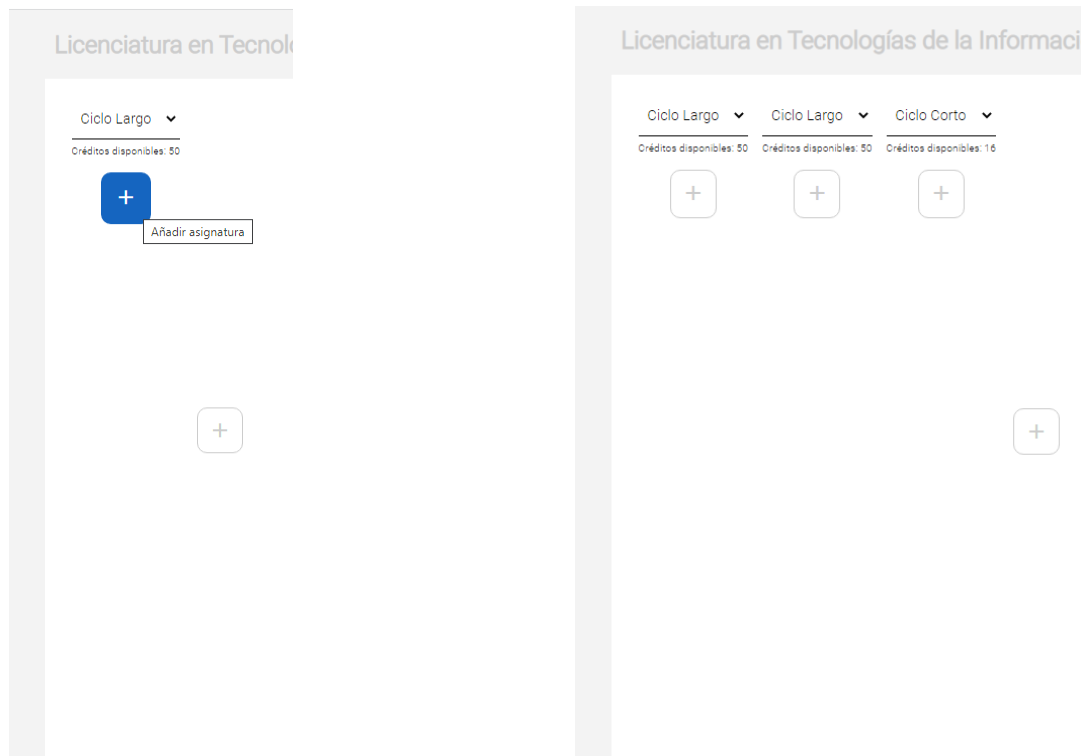 Licenciatura en Tecnol
Ciclo Largo
Créditos disponibles: 50
+
Añadir asignatura
+
Licenciatura en Tecnologías de la Informaci
Ciclo Largo Ciclo Largo Ciclo Corto
Créditos disponibles: 50 Créditos disponibles: 50 Créditos disponibles: 16
+ + +
+